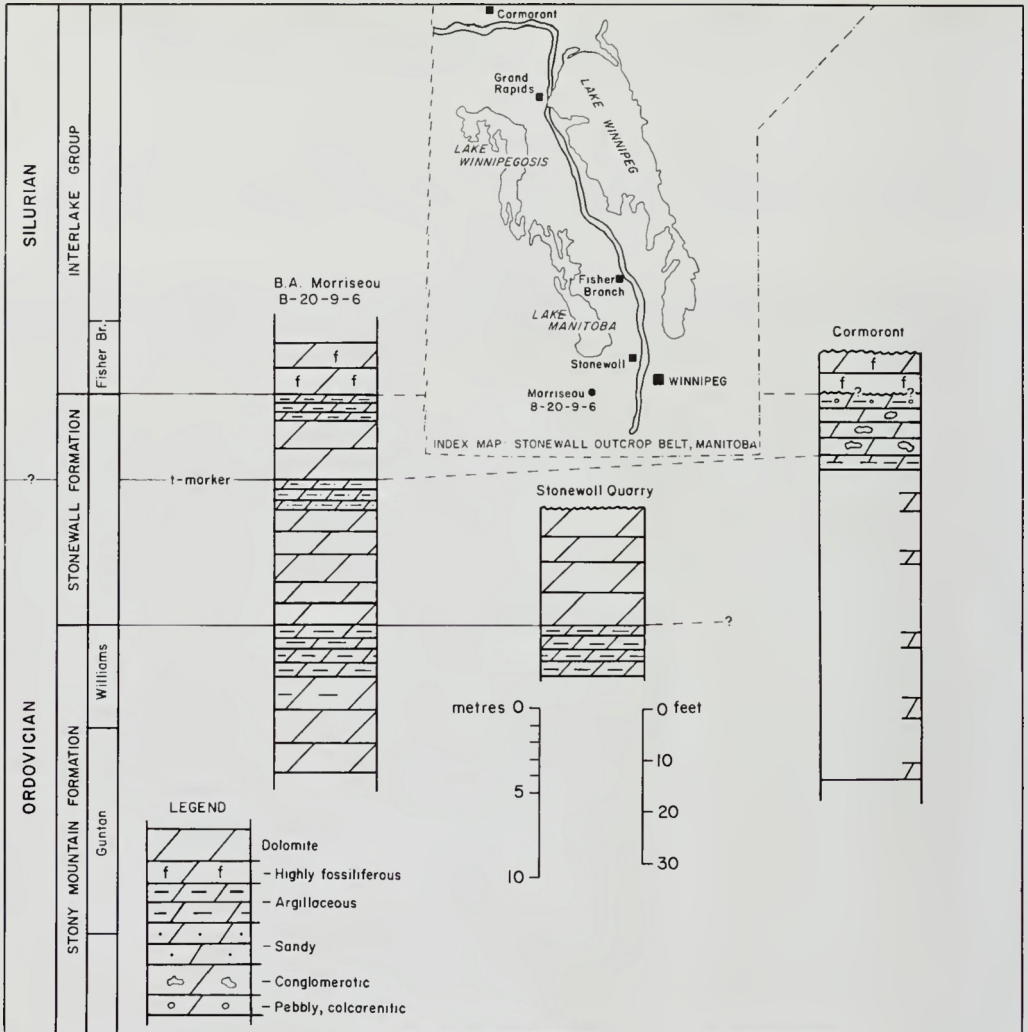 SILURIAN
ORDOVICIAN
?
INTERLAKE GROUP
STONEWALL FORMATION
STONY MOUNTAIN FORMATION
Fisher Br.
Williams
Guntan
B.A. Morriseau
8-20-9-6
f
f f
t-marker
Cormorant
Grand
Rapids
LAKE
WINNIPEG
LAKE
WINNIPEGOSIS
Fisher
Branch
LAKE
MANITOBA
Stonewall
WINNIPEG
Morriseau
8-20-9-6
INDEX MAP STONEWALL OUTCROP BELT, MANITOBA
Stonewall Quarry
?
Cormorant
f
f f
? ?
metres 0
5
10
0 feet
10
20
30
LEGEND
Dolomite
f f - Highly fossiliferous
- Argillaceous
- Sandy
- Conglomeratic
- Pebbly, calcarenitic